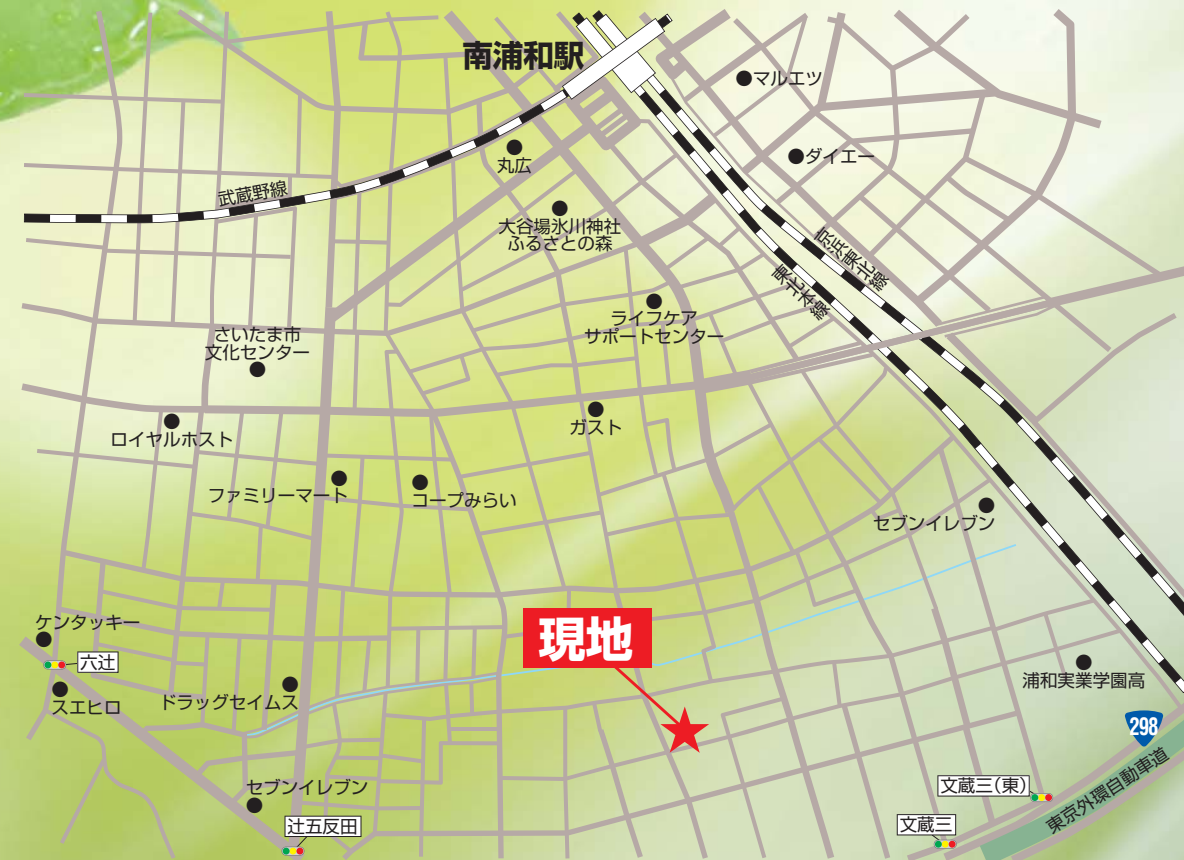 南浦和駅
マルエツ
ダイエー
丸広
武蔵野線
大谷場氷川神社
ふるさとの森
京浜東北線
東北本線
ライフケア
サポートセンター
さいたま市
文化センター
ロイヤルホスト
ガスト
ファミリーマート
コープみらい
セブンイレブン
ケンタッキー
六辻
スエヒロ
ドラッグセイムス
現地
浦和実業学園高
298
セブンイレブン
辻五反田
文蔵三(東)
文蔵三
東京外環自動車道